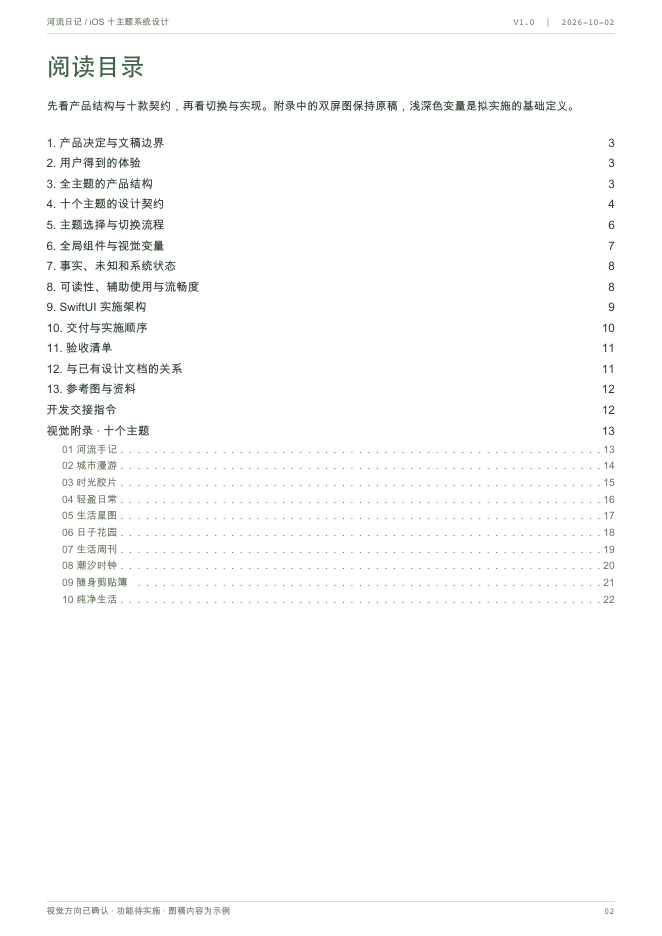 河流日记 / iOS 十主题系统设计 V1.0 | 2026-10-02
阅读目录
先看产品结构与十款契约，再看切换与实现。附录中的双屏图保持原稿，浅深色变量是拟实施的基础定义。
1. 产品决定与文稿边界 3
2. 用户得到的体验 3
3. 全主题的产品结构 3
4. 十个主题的设计契约 4
5. 主题选择与切换流程 6
6. 全局组件与视觉变量 7
7. 事实、未知和系统状态 8
8. 可读性、辅助使用与流畅度 8
9. SwiftUI 实施架构 9
10. 交付与实施顺序 10
11. 验收清单 11
12. 与已有设计文档的关系 11
13. 参考图与资料 12
开发交接指令 12
视觉附录 · 十个主题 13
01 河流手记 13
02 城市漫游 14
03 时光胶片 15
04 轻盈日常 16
05 生活星图 17
06 日子花园 18
07 生活周刊 19
08 潮汐时钟 20
09 随身剪贴簿 21
10 纯净生活 22
视觉方向已确认 · 功能待实施 · 图稿内容为示例 02